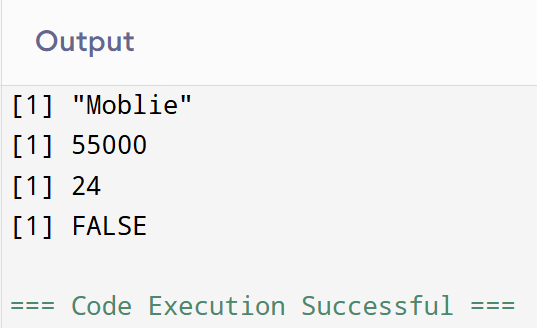 Output
[1] "Moblie"
[1] 55000
[1] 24
[1] FALSE
=== Code Execution Successful ===